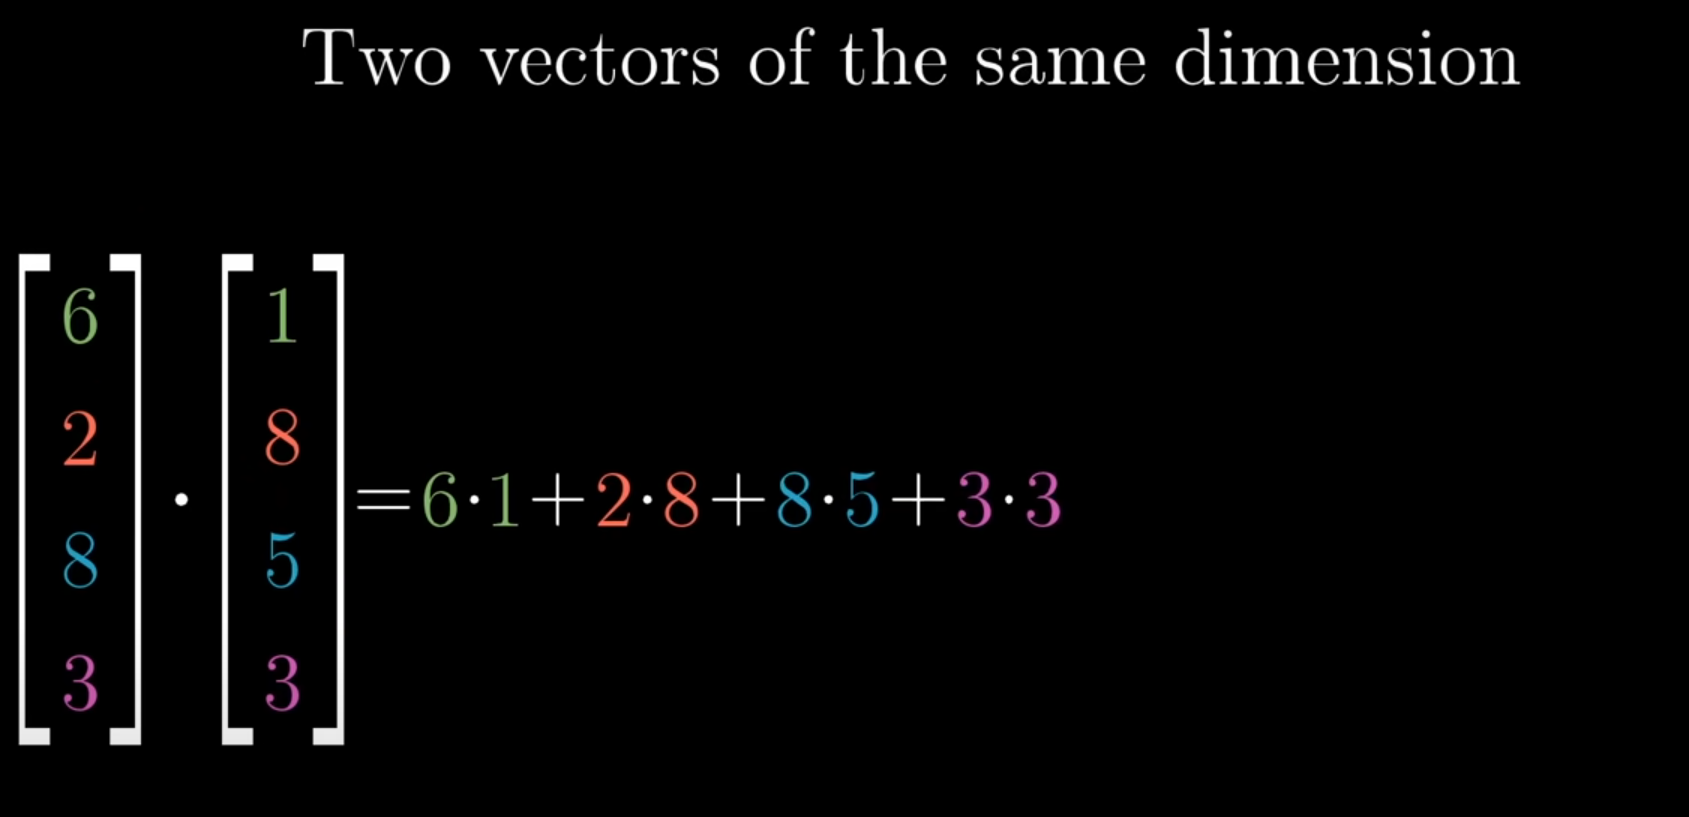 Two vectors of the same dimension
6 1
2 8
8 · 5 =6·1+2·8+8·5+3·3
3 3